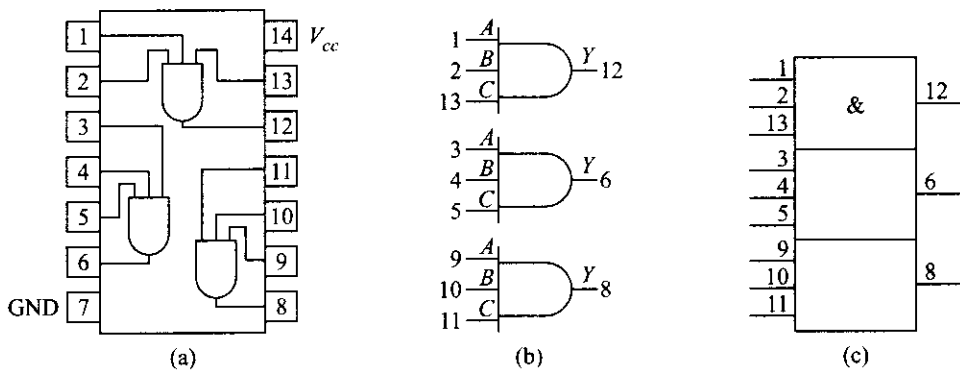 1 14 Vcc
2 13
3 12
4 11
5 10
6 9
GND 7 8
(a)
1 A
2 B Y 12
13 C
3 A
4 B Y 6
5 C
9 A
10 B Y 8
11 C
(b)
1
2 & 12
13
3
4 6
5
9
10 8
11
(c)